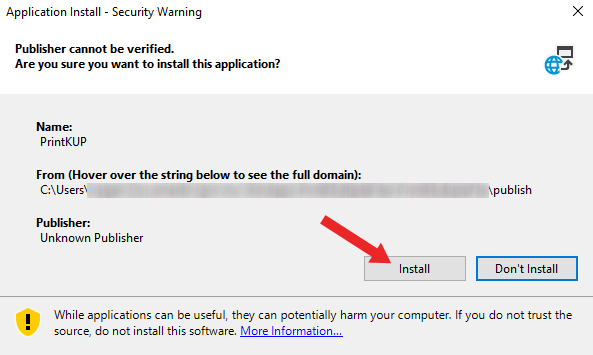 Application Install - Security Warning
Publisher cannot be verified.
Are you sure you want to install this application?
Name:
PrintKUP
From (Hover over the string below to see the full domain):
C:\Users\ \publish
Publisher:
Unknown Publisher
Install Don't Install
While applications can be useful, they can potentially harm your computer. If you do not trust the
source, do not install this software. More Information...